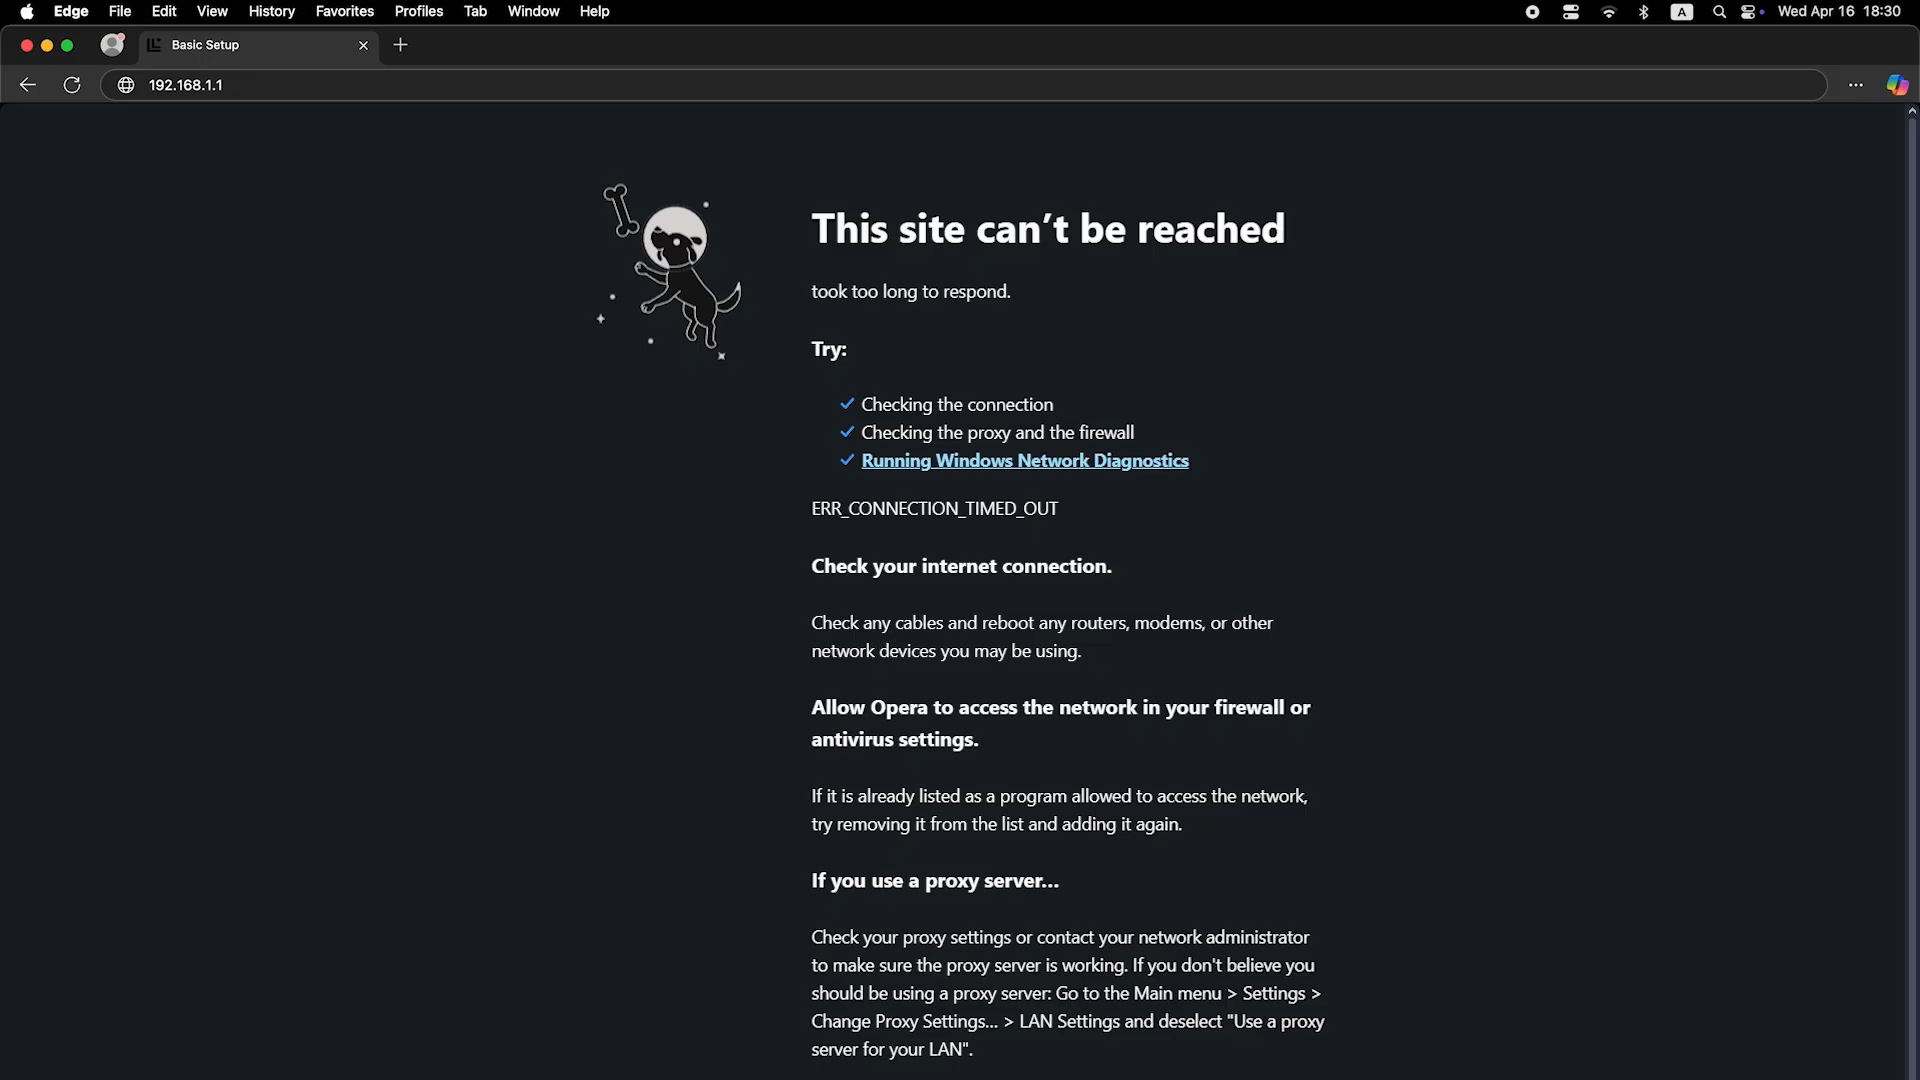 Edge File Edit View History Favorites Profiles Tab Window Help A Wed Apr 16 18:30
Basic Setup
192.168.1.1
This site can’t be reached
took too long to respond.
Try:
Checking the connection
Checking the proxy and the firewall
Running Windows Network Diagnostics
ERR_CONNECTION_TIMED_OUT
Check your internet connection.
Check any cables and reboot any routers, modems, or other
network devices you may be using.
Allow Opera to access the network in your firewall or
antivirus settings.
If it is already listed as a program allowed to access the network,
try removing it from the list and adding it again.
If you use a proxy server...
Check your proxy settings or contact your network administrator
to make sure the proxy server is working. If you don't believe you
should be using a proxy server: Go to the Main menu > Settings >
Change Proxy Settings... > LAN Settings and deselect "Use a proxy
server for your LAN".